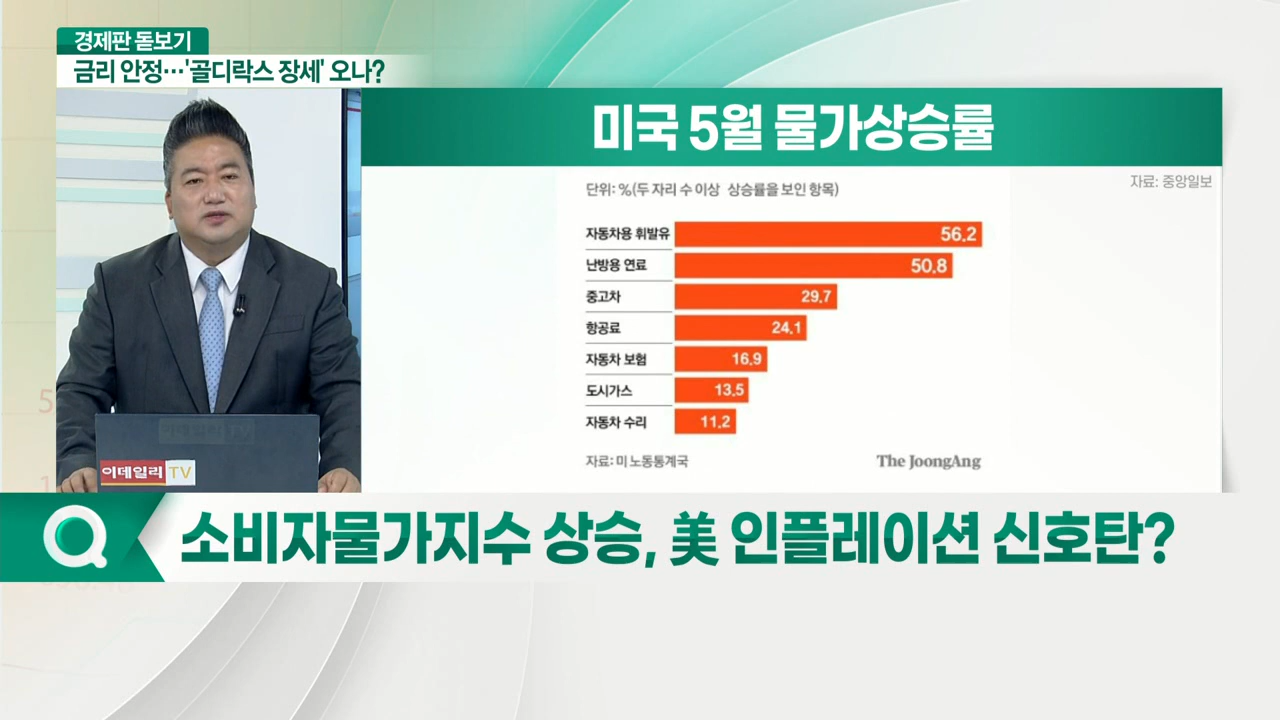 경제판 돋보기
금리 안정…'골디락스 장세' 오나?
미국 5월 물가상승률
자료: 중앙일보
단위: %(두 자리 수 이상 상승률을 보인 항목)
자동차용 휘발유 56.2
난방용 연료 50.8
중고차 29.7
항공료 24.1
자동차 보험 16.9
도시가스 13.5
자동차 수리 11.2
자료: 미 노동통계국 The JoongAng
이데일리 TV
이데일리 TV
Q 소비자물가지수 상승, 美 인플레이션 신호탄?